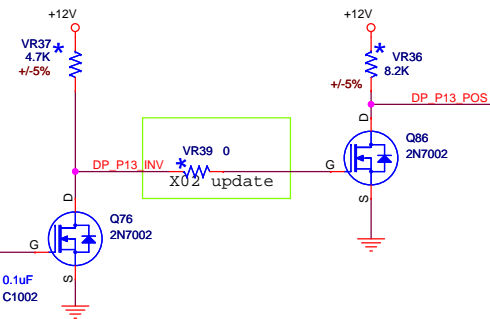 +12V
+12V
VR37
4.7K
+/-5%
VR36
8.2K
+/-5%
DP_P13_POS
D
Q86
2N7002
VR39 0
DP_P13_INV
G
X02 update
D
S
Q76
2N7002
G
S
0.1uF
C1002